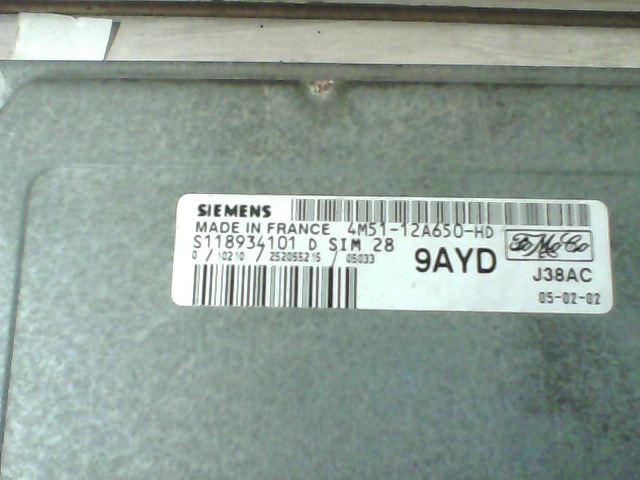 SIEMENS
MADE IN FRANCE 4M51-12A650-HD
S118934101 D SIM 28
0 / 10210 / 252055216 / 05033
9AYD
FoMoCo
J38AC
05-02-02